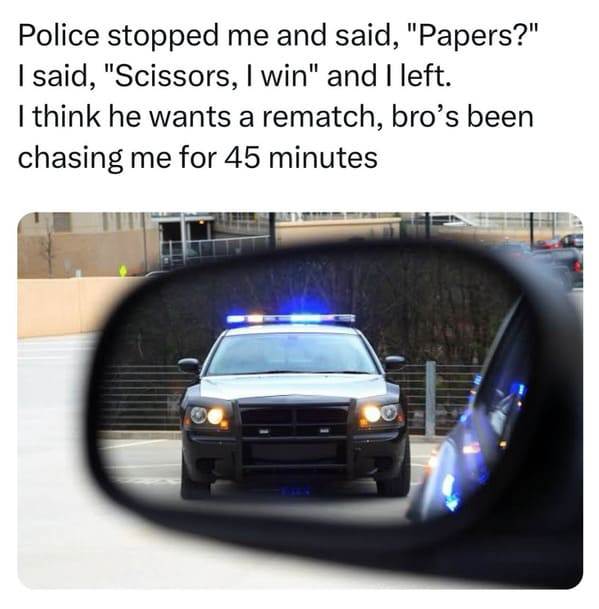 Police stopped me and said, "Papers?"
I said, "Scissors, I win" and I left.
I think he wants a rematch, bro’s been
chasing me for 45 minutes